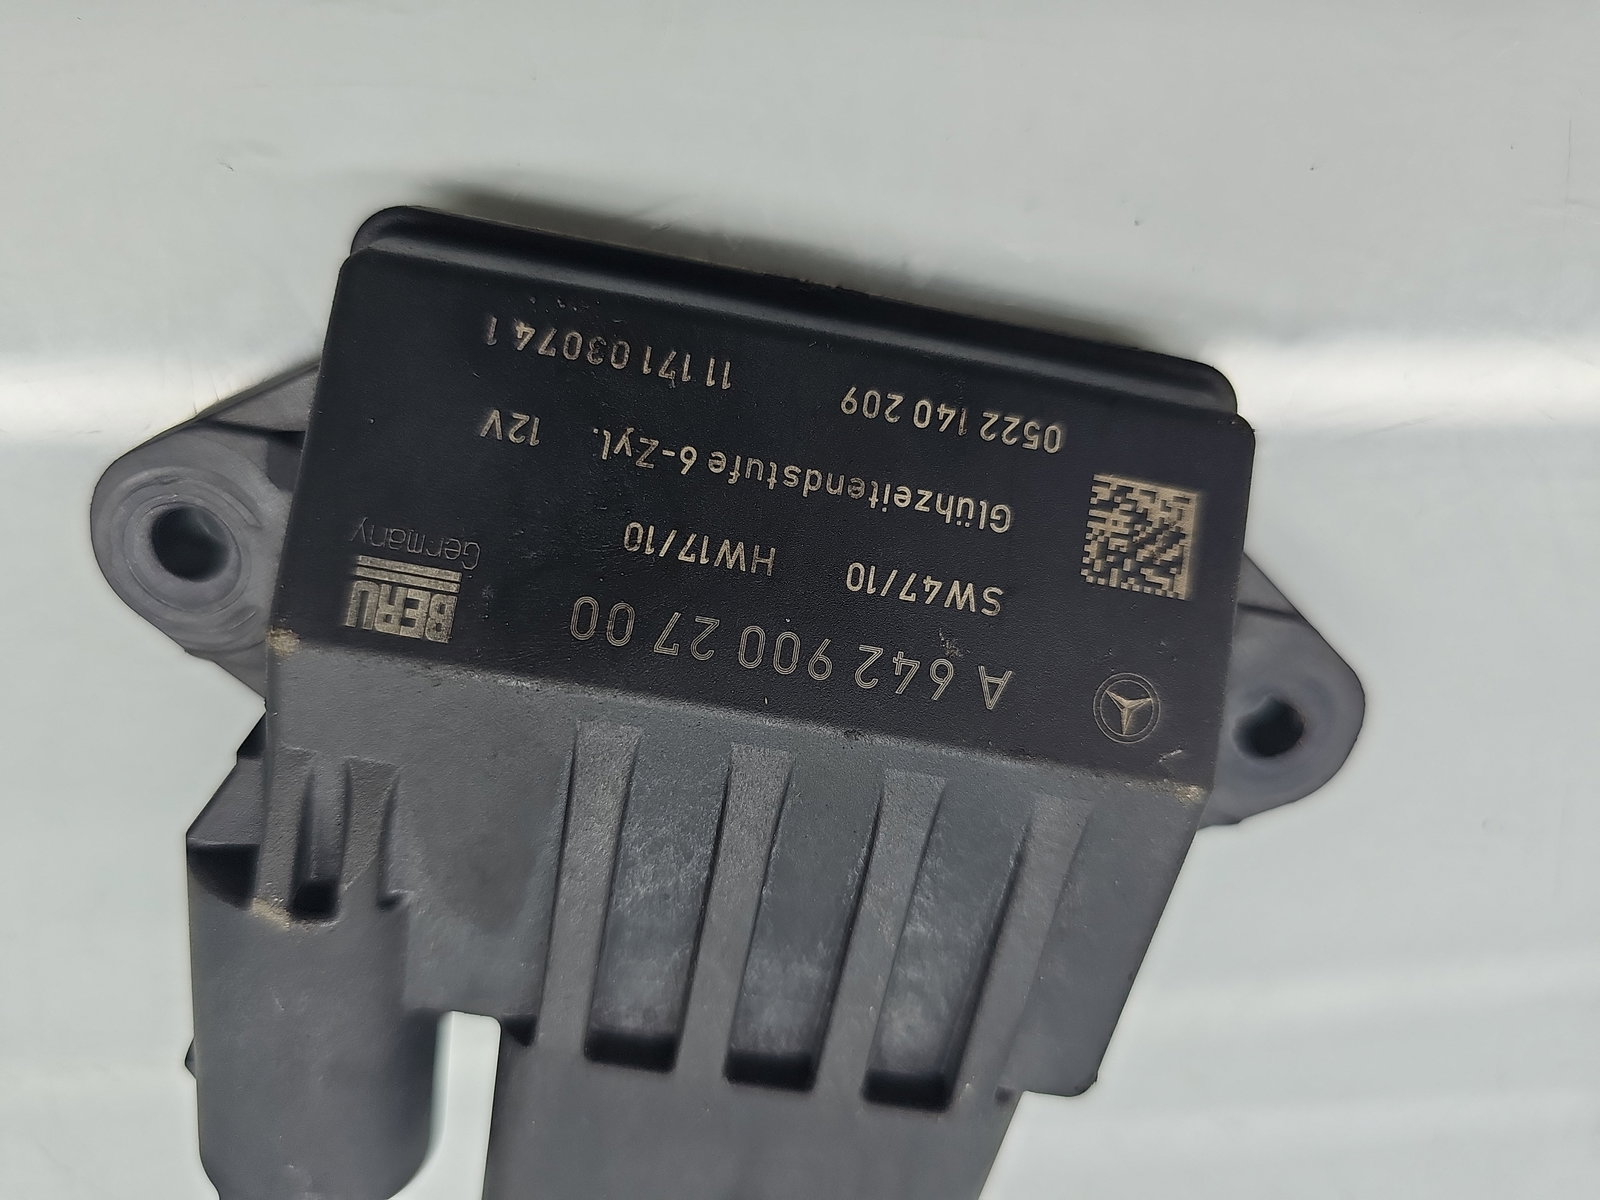 A 642 900 27 00
BERU
Germany
SW47/10 HW17/10
Glühzeitendstufe 6-Zyl. 12V
0522 140 209 11 171 03074 1